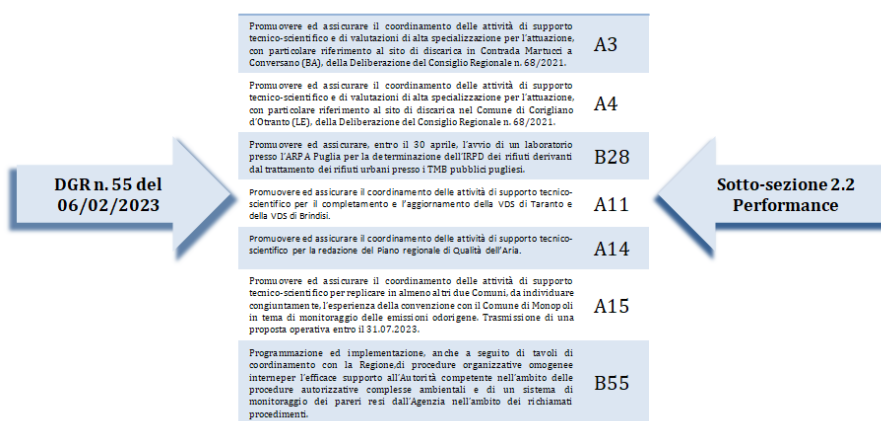 Promuovere ed assicurare il coordinamento delle attività di supporto
tecnico-scientifico e di valutazioni di alta specializzazione per l'attuazione,
con particolare riferimento al sito di discarica in Contrada Martucci a
Conversano (BA), della Deliberazione del Consiglio Regionale n. 68/2021.
A3
Promuovere ed assicurare il coordinamento delle attività di supporto
tecnico-scientifico e di valutazioni di alta specializzazione per l'attuazione,
con particolare riferimento al sito di discarica nel Comune di Corigliano
d'Otranto (LE), della Deliberazione del Consiglio Regionale n. 68/2021.
A4
Promuovere ed assicurare, entro il 30 aprile, l'avvio di un laboratorio
presso l'ARPA Puglia per la determinazione dell'IRPD dei rifiuti derivanti
dal trattamento dei rifiuti urbani presso i TMB pubblici pugliesi.
B28
DGR n. 55 del
06/02/2023
Promuovere ed assicurare il coordinamento delle attività di supporto tecnico-
scientifico per il completamento e l'aggiornamento della VDS di Taranto e
della VDS di Brindisi.
A11
Sotto-sezione 2.2
Performance
Promuovere ed assicurare il coordinamento delle attività di supporto tecnico-
scientifico per la redazione del Piano regionale di Qualità dell'Aria.
A14
Promuovere ed assicurare il coordinamento delle attività di supporto
tecnico-scientifico per replicare in almeno altri due Comuni, da individuare
congiuntamente, l'esperienza della convenzione con il Comune di Monopoli
in tema di monitoraggio delle emissioni odorigene. Trasmissione di una
proposta operativa entro il 31.07.2023.
A15
Programmazione ed implementazione, anche a seguito di tavoli di
coordinamento con la Regione,di procedure organizzative omogenee
interneper l'efficace supporto all'Autorità competente nell'ambito delle
procedure autorizzative complesse ambientali e di un sistema di
monitoraggio dei pareri resi dall'Agenzia nell'ambito dei richiamati
procedimenti.
B55